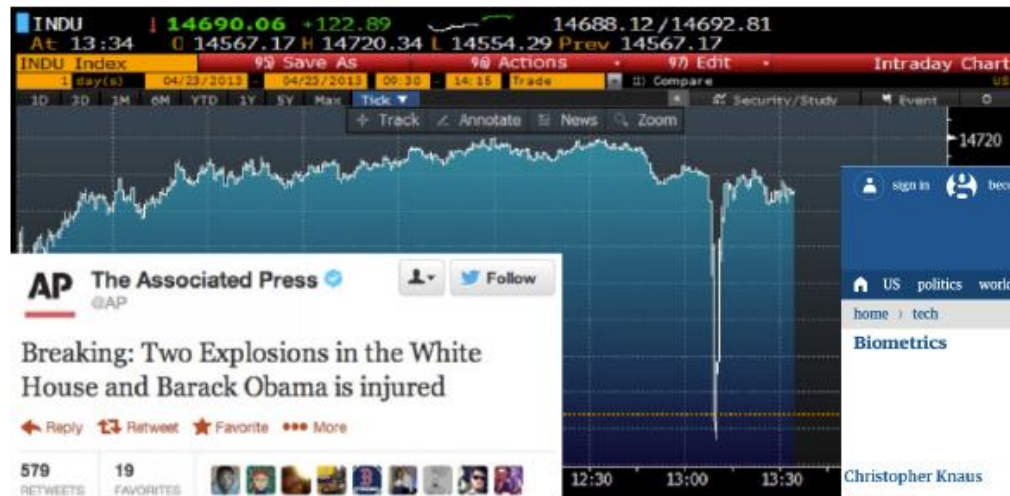 INDU 14690.06 +122.89 14688.12/14692.81
At 13:34 O 14567.17 H 14720.34 L 14554.29 Prev 14567.17
INDU Index 95) Save As 96) Actions 97) Edit Intraday Chart
1 day(s) 04/23/2013 - 04/23/2013 09:30 - 14:15 Trade Compare US
1D 3D 1M 6M YTD 1Y 5Y Max Tick Security/Study Event
Track Annotate News Zoom
14720
sign in
US politics
home › tech
Biometrics
Christopher Knaus
AP The Associated Press Follow
@AP
Breaking: Two Explosions in the White
House and Barack Obama is injured
Reply Retweet Favorite More
579 19
RETWEETS FAVORITES
12:30 13:00 13:30